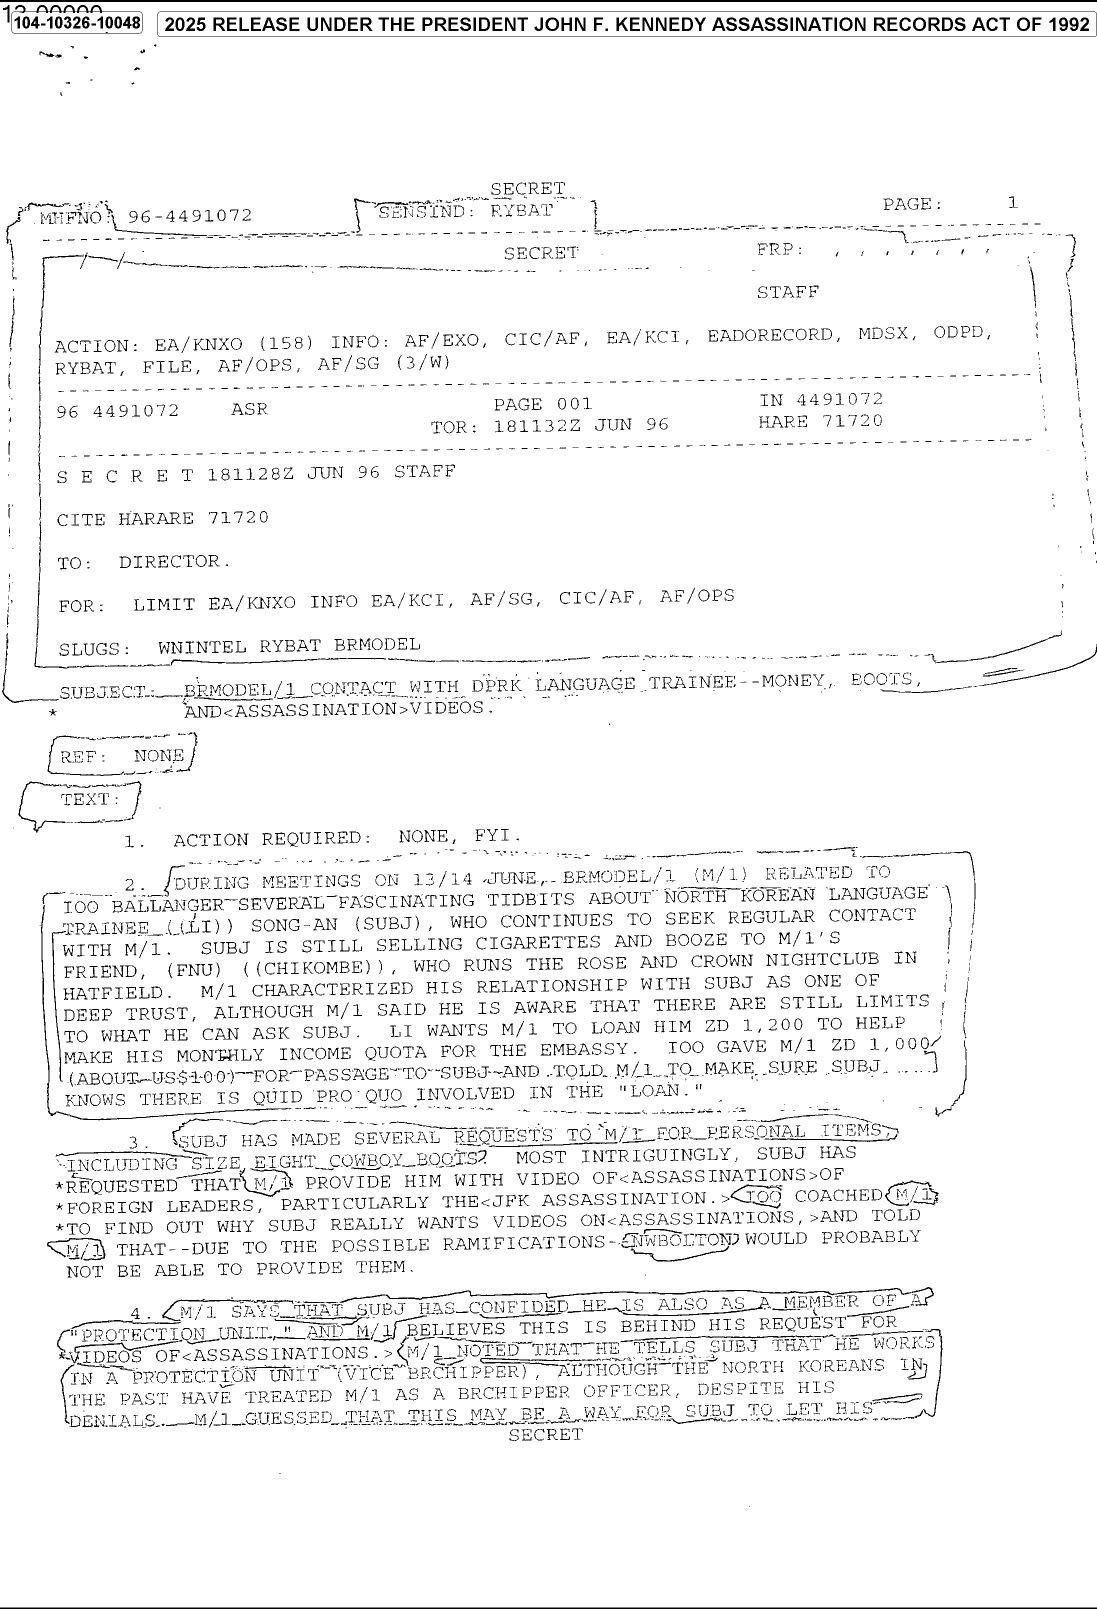 13-00000
104-10326-10048
2025 RELEASE UNDER THE PRESIDENT JOHN F. KENNEDY ASSASSINATION RECORDS ACT OF 1992
SECRET
MHFNO: 96-4491072 SENSIND: RYBAT PAGE: 1
SECRET FRP: , , , , , , ,
STAFF
ACTION: EA/KNXO (158) INFO: AF/EXO, CIC/AF, EA/KCI, EADORECORD, MDSX, ODPD,
RYBAT, FILE, AF/OPS, AF/SG (3/W)
96 4491072 ASR PAGE 001 IN 4491072
TOR: 181132Z JUN 96 HARE 71720
S E C R E T 181128Z JUN 96 STAFF
CITE HARARE 71720
TO: DIRECTOR.
FOR: LIMIT EA/KNXO INFO EA/KCI, AF/SG, CIC/AF, AF/OPS
SLUGS: WNINTEL RYBAT BRMODEL
SUBJECT: BRMODEL/1 CONTACT WITH DPRK LANGUAGE TRAINEE--MONEY, BOOTS,
* AND<ASSASSINATION>VIDEOS.
REF: NONE
TEXT:
1. ACTION REQUIRED: NONE, FYI.
2. DURING MEETINGS ON 13/14 JUNE, BRMODEL/1 (M/1) RELATED TO
IOO BALLANGER SEVERAL FASCINATING TIDBITS ABOUT NORTH KOREAN LANGUAGE
TRAINEE ((LI)) SONG-AN (SUBJ), WHO CONTINUES TO SEEK REGULAR CONTACT
WITH M/1. SUBJ IS STILL SELLING CIGARETTES AND BOOZE TO M/1'S
FRIEND, (FNU) ((CHIKOMBE)), WHO RUNS THE ROSE AND CROWN NIGHTCLUB IN
HATFIELD. M/1 CHARACTERIZED HIS RELATIONSHIP WITH SUBJ AS ONE OF
DEEP TRUST, ALTHOUGH M/1 SAID HE IS AWARE THAT THERE ARE STILL LIMITS
TO WHAT HE CAN ASK SUBJ. LI WANTS M/1 TO LOAN HIM ZD 1,200 TO HELP
MAKE HIS MONTHLY INCOME QUOTA FOR THE EMBASSY. IOO GAVE M/1 ZD 1,000
(ABOUT US$100) FOR PASSAGE TO SUBJ AND TOLD M/1 TO MAKE SURE SUBJ
KNOWS THERE IS QUID PRO QUO INVOLVED IN THE "LOAN."
3. SUBJ HAS MADE SEVERAL REQUESTS TO M/1 FOR PERSONAL ITEMS,
INCLUDING SIZE EIGHT COWBOY BOOTS? MOST INTRIGUINGLY, SUBJ HAS
*REQUESTED THAT M/1 PROVIDE HIM WITH VIDEO OF<ASSASSINATIONS>OF
*FOREIGN LEADERS, PARTICULARLY THE<JFK ASSASSINATION.> IOO COACHED M/1
*TO FIND OUT WHY SUBJ REALLY WANTS VIDEOS ON<ASSASSINATIONS,>AND TOLD
M/1 THAT--DUE TO THE POSSIBLE RAMIFICATIONS--NWBOLTON WOULD PROBABLY
NOT BE ABLE TO PROVIDE THEM.
4. M/1 SAYS THAT SUBJ HAS CONFIDED HE IS ALSO AS A MEMBER OF A
"PROTECTION UNIT," AND M/1 BELIEVES THIS IS BEHIND HIS REQUEST FOR
*VIDEOS OF<ASSASSINATIONS.> M/1 NOTED THAT HE TELLS SUBJ THAT HE WORKS
IN A PROTECTION UNIT (VICE BRCHIPPER), ALTHOUGH THE NORTH KOREANS IN
THE PAST HAVE TREATED M/1 AS A BRCHIPPER OFFICER, DESPITE HIS
DENIALS. M/1 GUESSED THAT THIS MAY BE A WAY FOR SUBJ TO LET HIS
SECRET